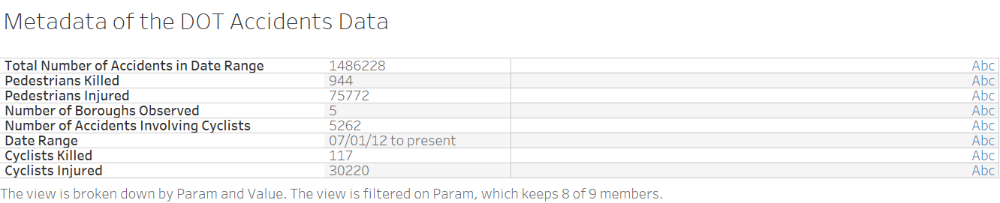 Metadata of the DOT Accidents Data
Total Number of Accidents in Date Range 1486228 Abc
Pedestrians Killed 944 Abc
Pedestrians Injured 75772 Abc
Number of Boroughs Observed 5 Abc
Number of Accidents Involving Cyclists 5262 Abc
Date Range 07/01/12 to present Abc
Cyclists Killed 117 Abc
Cyclists Injured 30220 Abc
The view is broken down by Param and Value. The view is filtered on Param, which keeps 8 of 9 members.